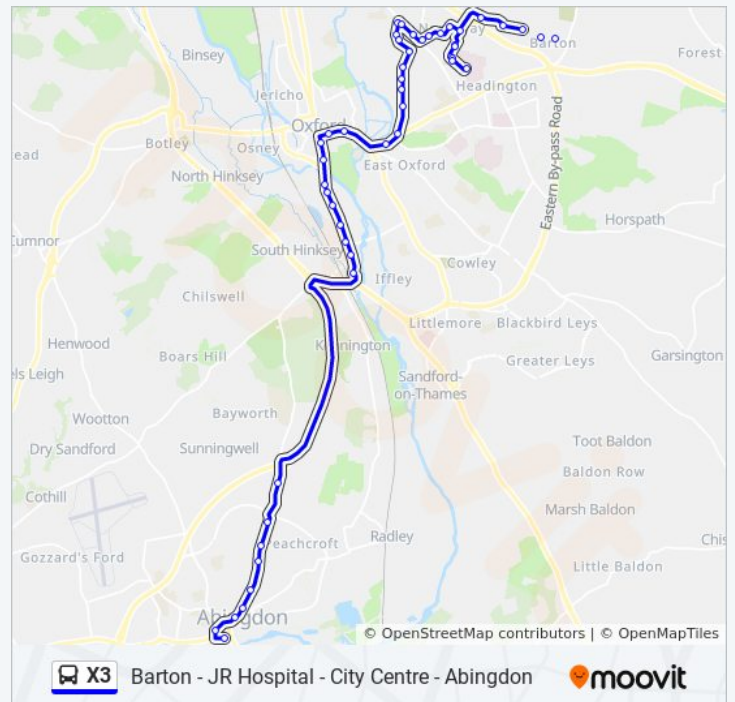 Binsey
Barton
Forest
Jericho
Headington
Oxford
ead
Botley
Osney
East Oxford
North Hinksey
Eastern By-pass Road
Horspath
Cumnor
South Hinksey
Cowley
Iffley
Chilswell
Littlemore
Blackbird Leys
Henwood
Boars Hill
Garsington
Greater Leys
els Leigh
Sandford-
on-Thames
Wootton
Bayworth
Toot Baldon
Dry Sandford
Sunningwell
Baldon Row
Cothill
Marsh Baldon
Radley
Chis
eachcroft
Gozzard's Ford
Little Baldon
Abingdon
© OpenStreetMap contributors | © OpenMapTiles
X3 Barton - JR Hospital - City Centre - Abingdon
moovit